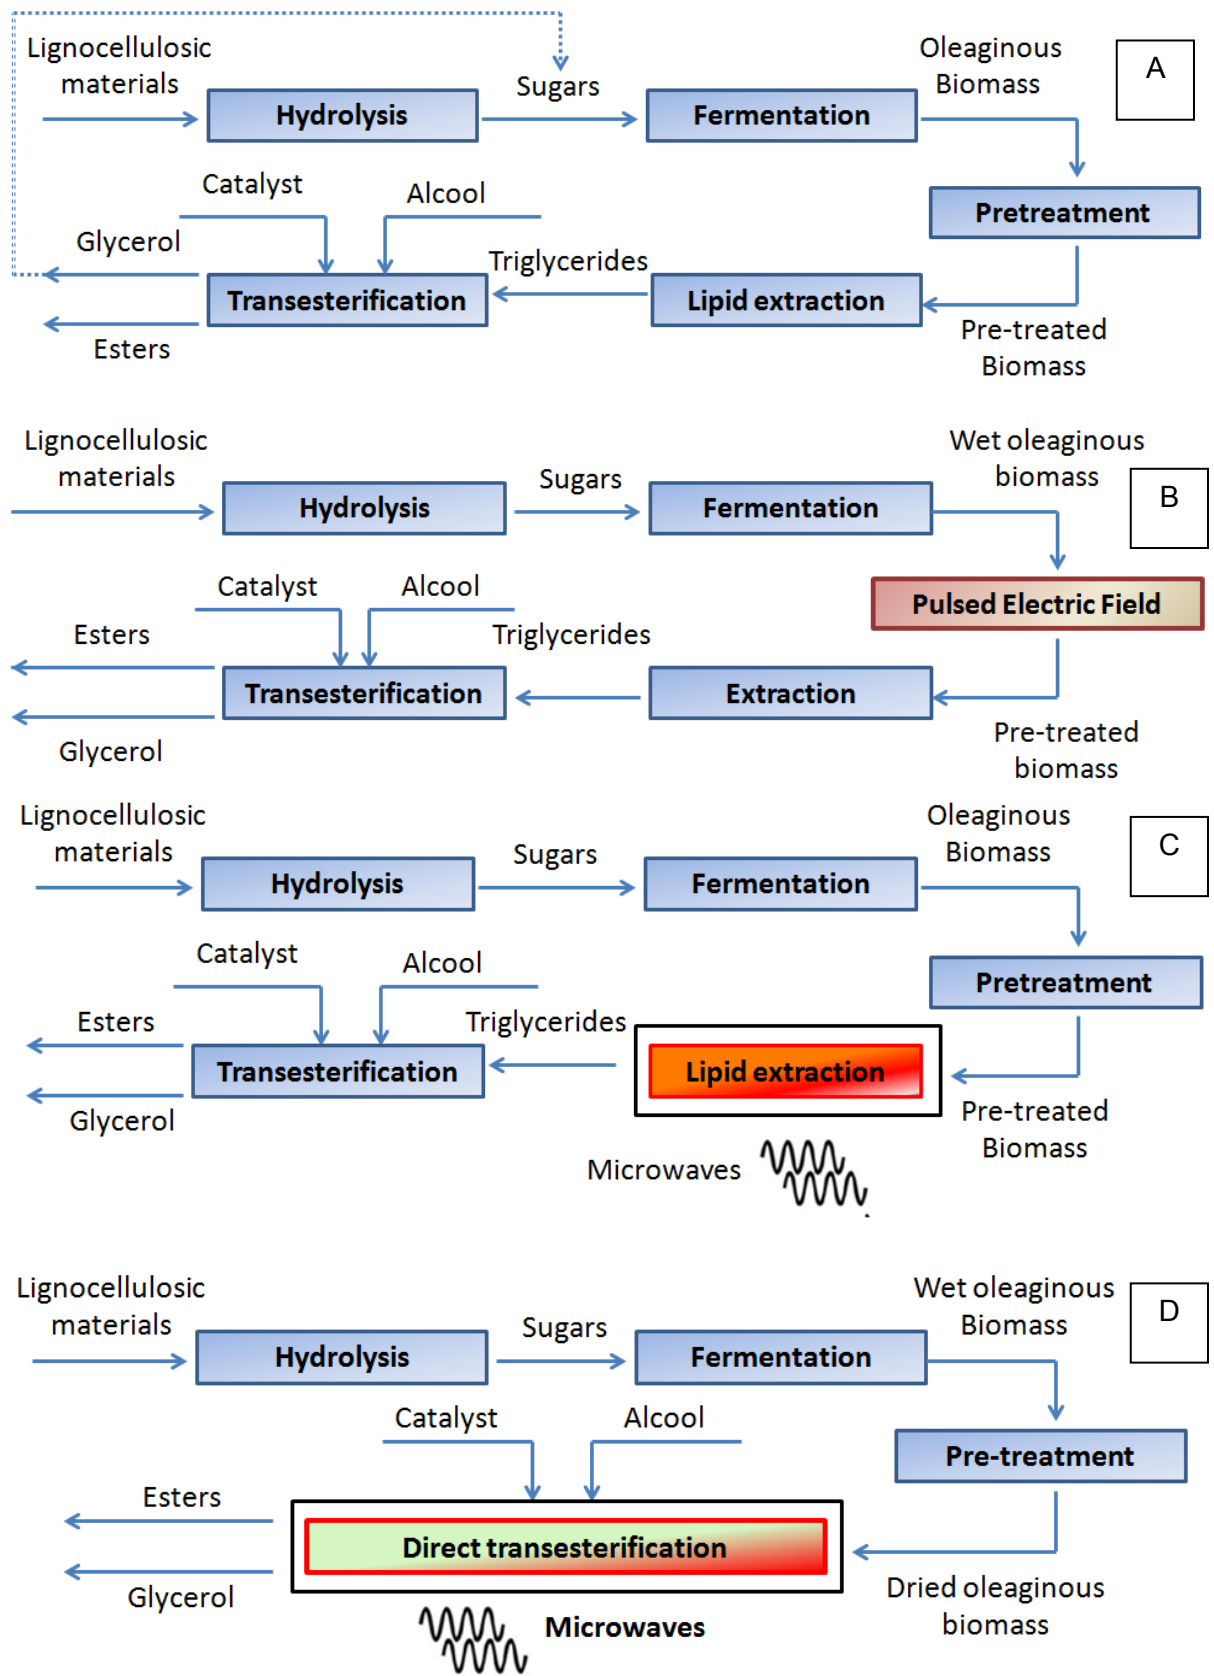 Lignocellulosic
materials
Hydrolysis
Sugars
Fermentation
Oleaginous
Biomass
A
Pretreatment
Catalyst
Alcool
Glycerol
Transesterification
Triglycerides
Lipid extraction
Pre-treated
Biomass
Esters
Lignocellulosic
materials
Hydrolysis
Sugars
Fermentation
Wet oleaginous
biomass
B
Pulsed Electric Field
Catalyst
Alcool
Esters
Transesterification
Triglycerides
Extraction
Pre-treated
biomass
Glycerol
Lignocellulosic
materials
Hydrolysis
Sugars
Fermentation
Oleaginous
Biomass
C
Pretreatment
Catalyst
Alcool
Esters
Transesterification
Triglycerides
Lipid extraction
Pre-treated
Biomass
Glycerol
Microwaves
Lignocellulosic
materials
Hydrolysis
Sugars
Fermentation
Wet oleaginous
Biomass
D
Pre-treatment
Catalyst
Alcool
Esters
Direct transesterification
Dried oleaginous
biomass
Glycerol
Microwaves